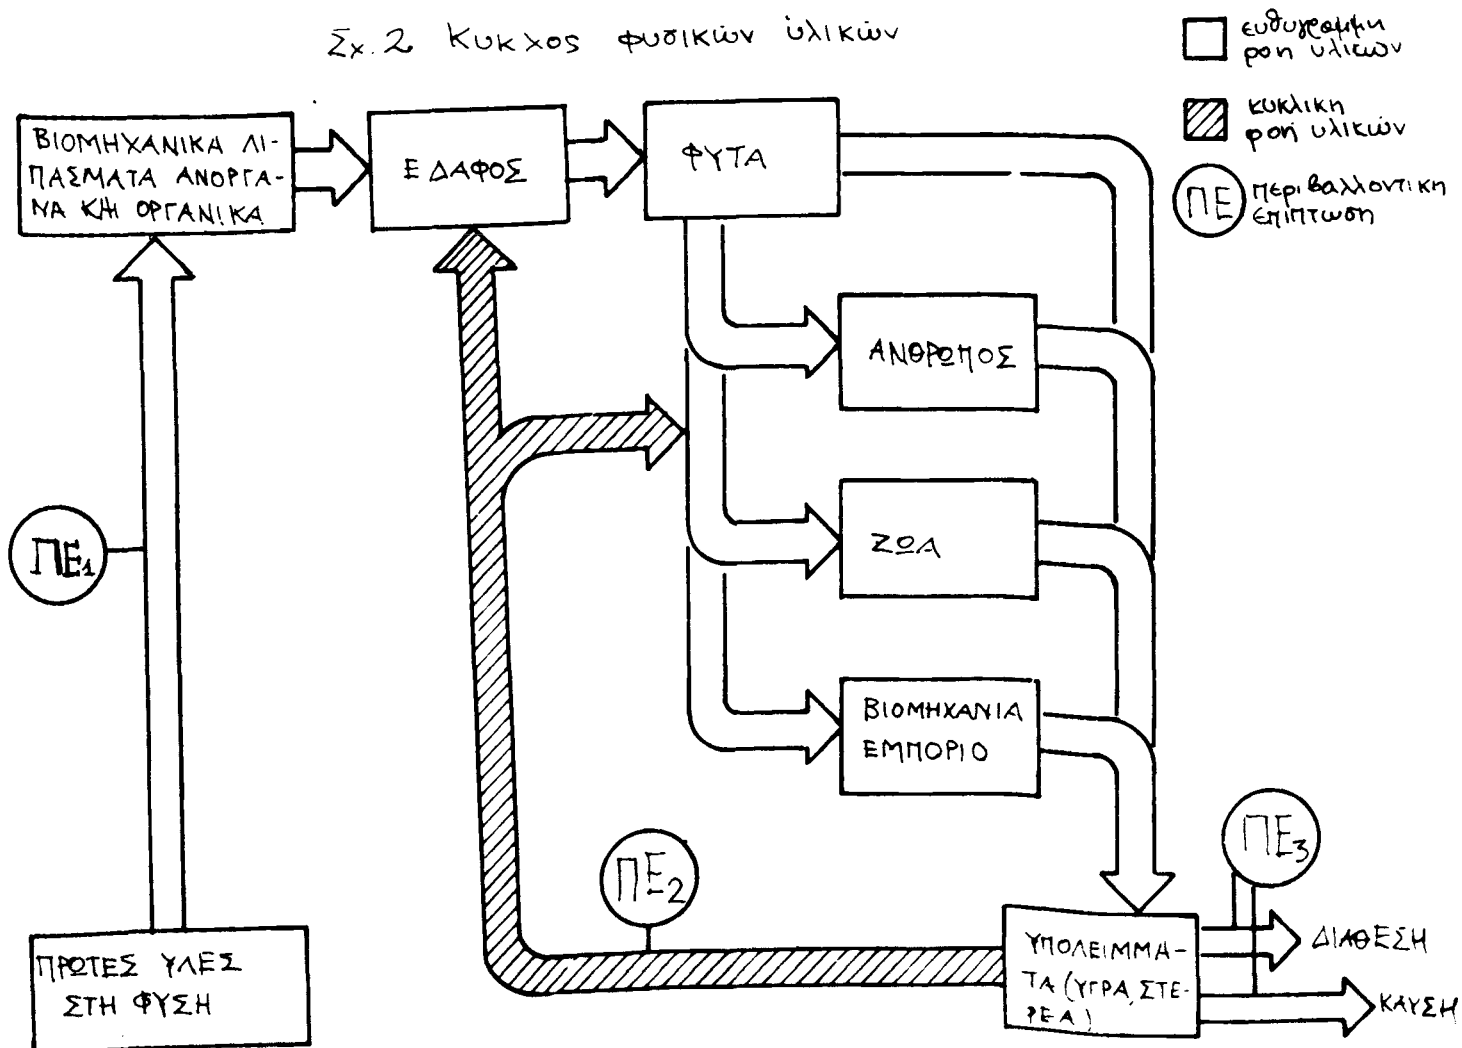 Σχ. 2 Κυκλος φυσικών ὑλικών
ευθυγραμμη
ροη υλικων
κυκλικη
ροη υλικών
ΠΕ περιβαλλοντικη
επιπτωση
ΒΙΟΜΗΧΑΝΙΚΑ ΛΙ-
ΠΑΣΜΑΤΑ ΑΝΟΡΓΑ-
ΝΑ Κ/Η ΟΡΓΑΝΙΚΑ
ΕΔΑΦΟΣ
ΦΥΤΑ
ΑΝΘΡΩΠΟΣ
ΖΩΑ
ΒΙΟΜΗΧΑΝΙΑ
ΕΜΠΟΡΙΟ
ΠΕ1
ΠΕ2
ΠΕ3
ΠΡΩΤΕΣ ΥΛΕΣ
ΣΤΗ ΦΥΣΗ
ΥΠΟΛΕΙΜΜΑ-
ΤΑ (ΥΓΡΑ, ΣΤΕ-
ΡΕΑ)
ΔΙΑΘΕΣΗ
ΚΑΥΣΗ